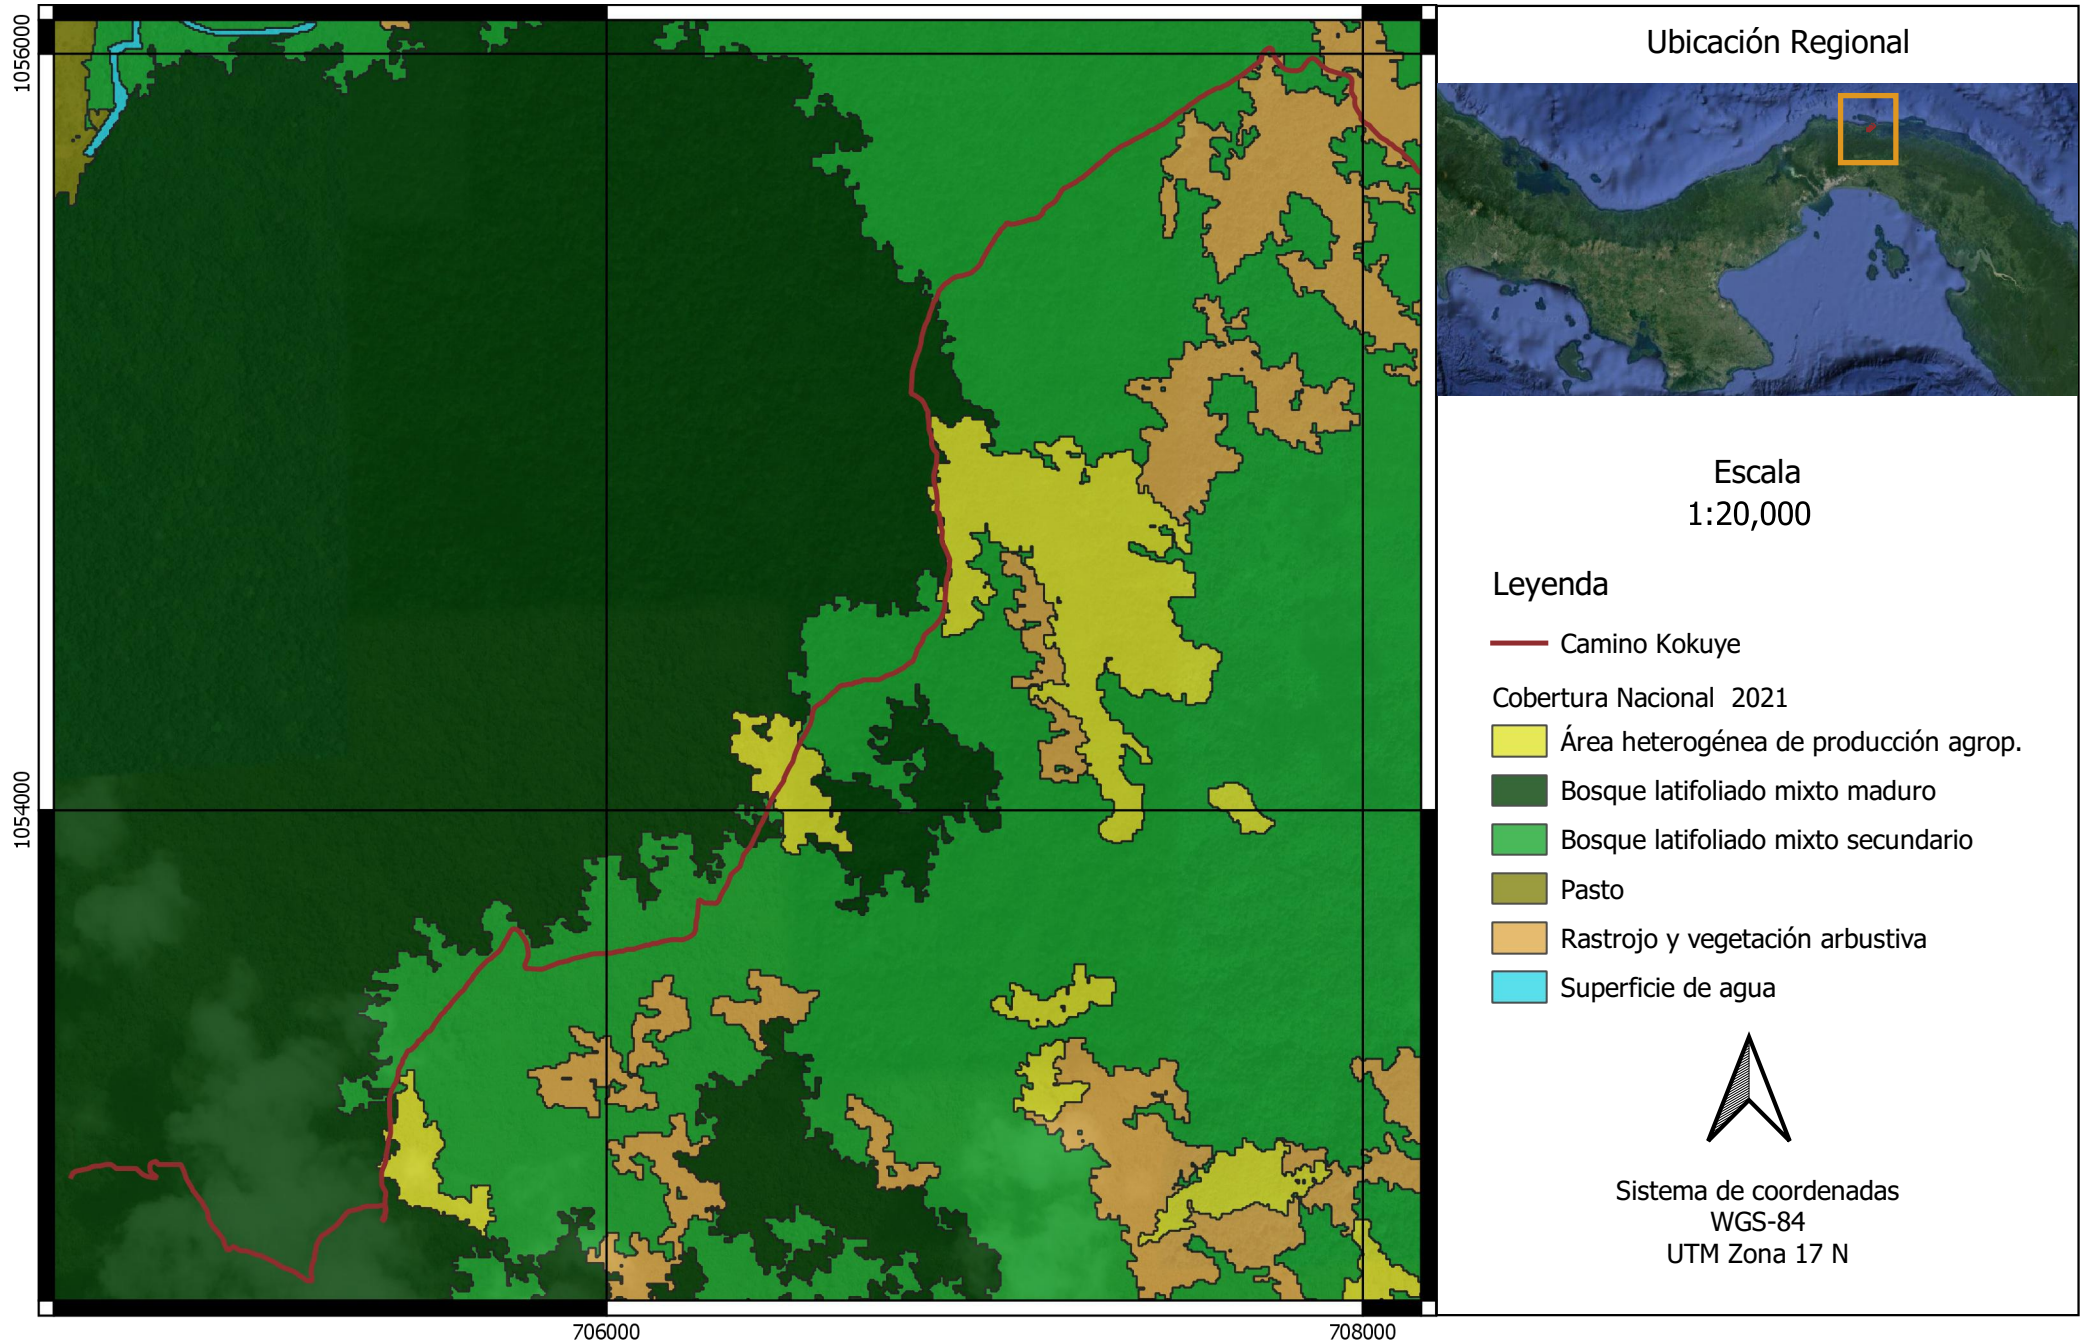 1056000
1054000
706000
708000
Ubicación Regional
Escala
1:20,000
Leyenda
Camino Kokuye
Cobertura Nacional 2021
Área heterogénea de producción agrop.
Bosque latifoliado mixto maduro
Bosque latifoliado mixto secundario
Pasto
Rastrojo y vegetación arbustiva
Superficie de agua
Sistema de coordenadas
WGS-84
UTM Zona 17 N